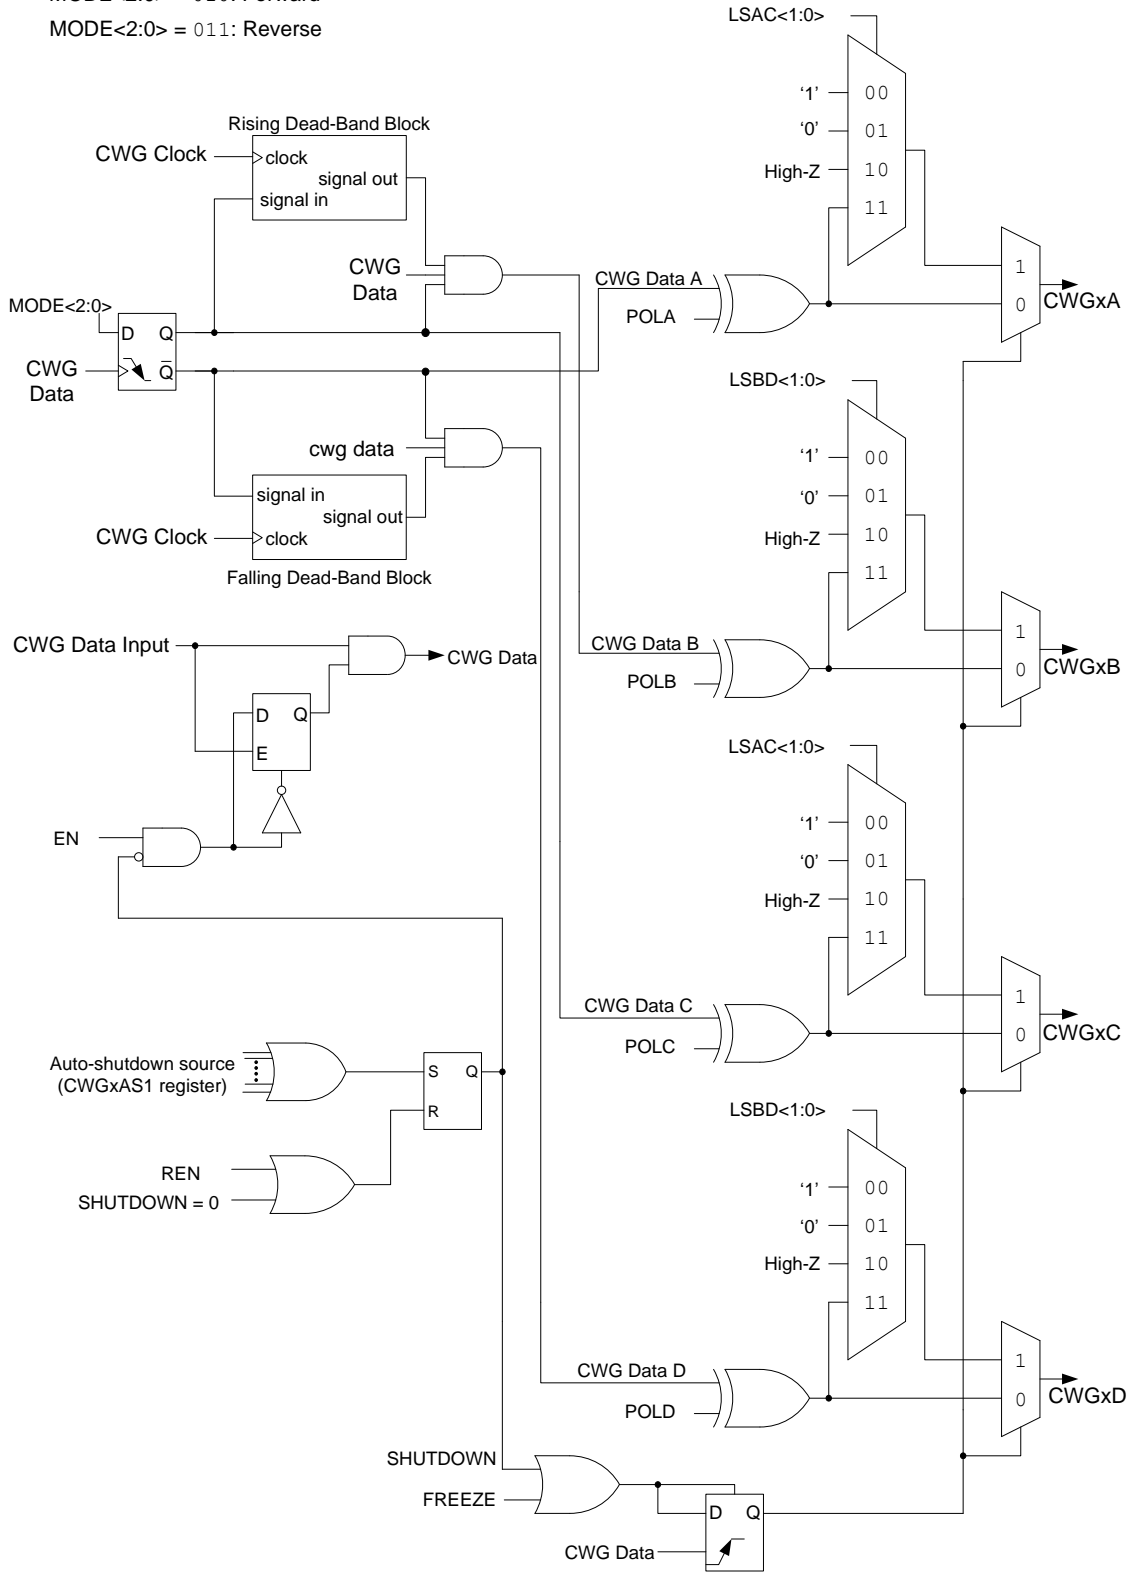 MODE<2:0> = 010: Forward
MODE<2:0> = 011: Reverse
LSAC<1:0>
'1' 00
'0' 01
High-Z 10
11
1
0
CWGxA
Rising Dead-Band Block
CWG Clock
clock
signal out
signal in
CWG
Data
CWG Data A
POLA
MODE<2:0>
D Q
Q
CWG
Data
cwg data
signal in
signal out
CWG Clock
clock
Falling Dead-Band Block
LSBD<1:0>
'1' 00
'0' 01
High-Z 10
11
1
0
CWGxB
CWG Data B
POLB
CWG Data Input
CWG Data
D Q
E
EN
LSAC<1:0>
'1' 00
'0' 01
High-Z 10
11
1
0
CWGxC
CWG Data C
POLC
Auto-shutdown source
(CWGxAS1 register)
S Q
R
REN
SHUTDOWN = 0
LSBD<1:0>
'1' 00
'0' 01
High-Z 10
11
1
0
CWGxD
CWG Data D
POLD
SHUTDOWN
FREEZE
D Q
CWG Data